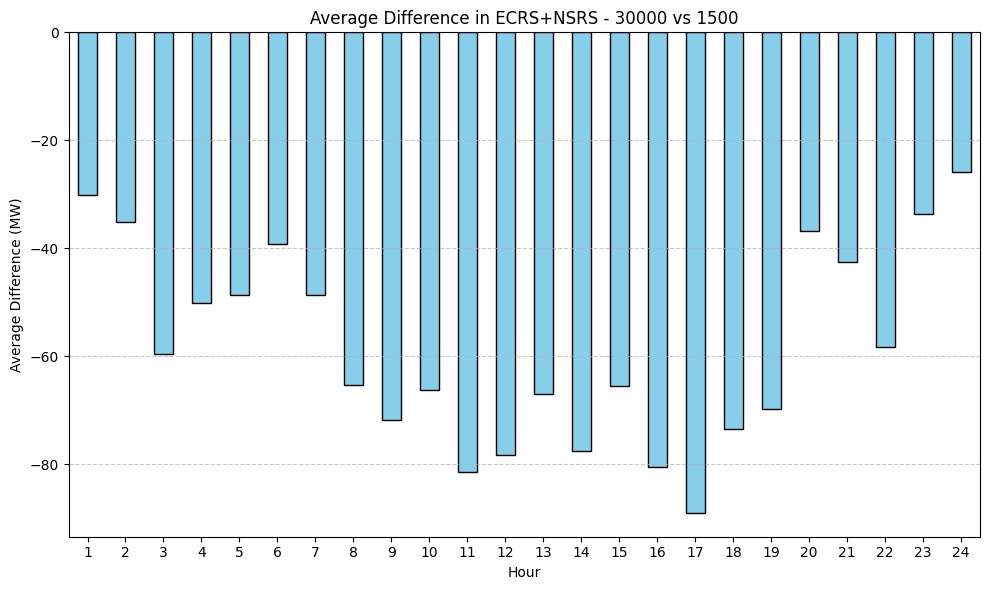 Average Difference in ECRS+NSRS - 30000 vs 1500
Average Difference (MW)
0
−20
−40
−60
−80
1 2 3 4 5 6 7 8 9 10 11 12 13 14 15 16 17 18 19 20 21 22 23 24
Hour